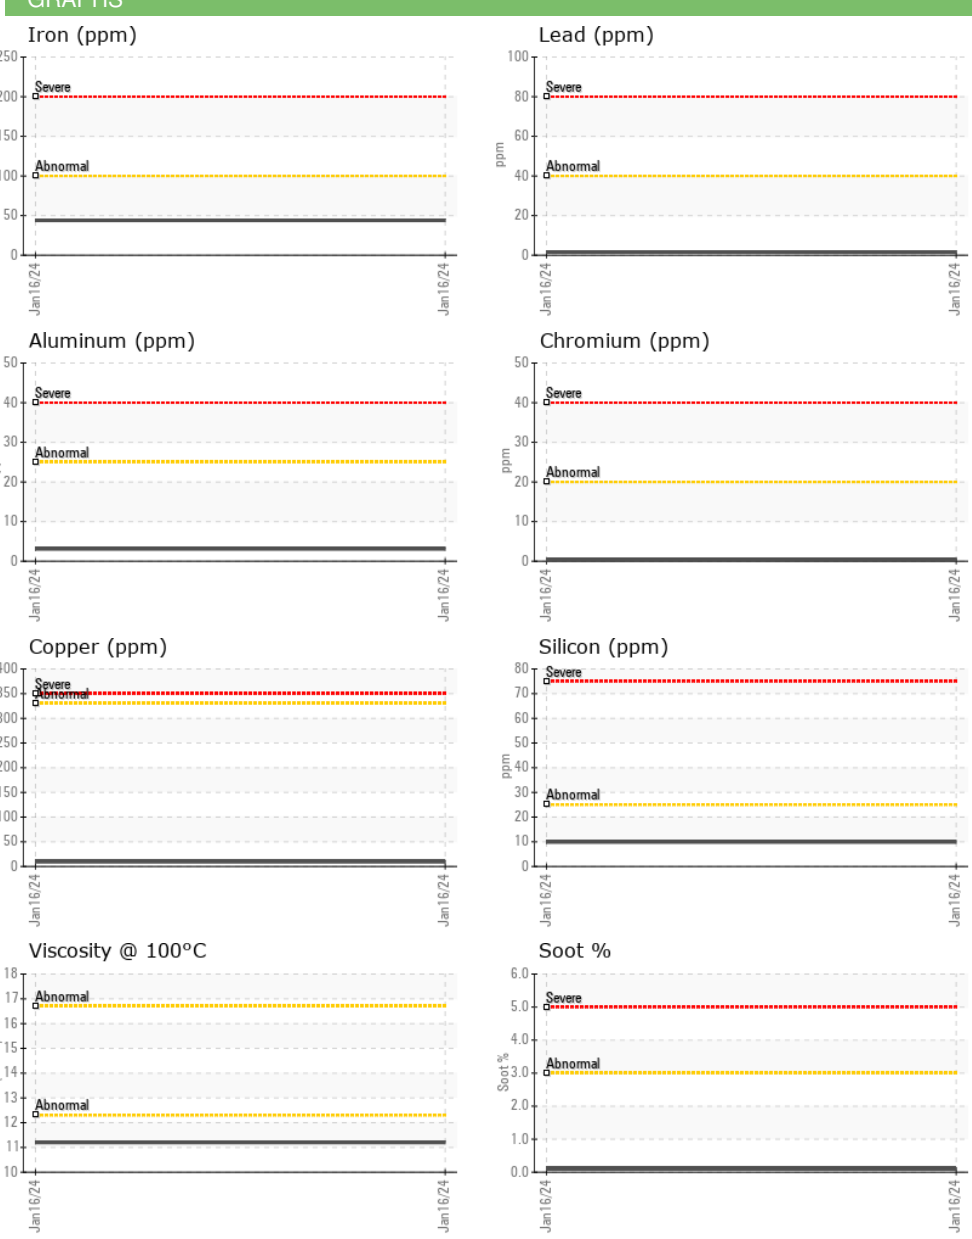 GRAPHS
Iron (ppm)
250
200
150
100
50
0
Severe
Abnormal
Jan16/24
Jan16/24
Lead (ppm)
100
80
60
40
20
0
ppm
Severe
Abnormal
Jan16/24
Jan16/24
Aluminum (ppm)
50
40
30
20
10
0
Severe
Abnormal
Jan16/24
Jan16/24
Chromium (ppm)
50
40
30
20
10
0
ppm
Severe
Abnormal
Jan16/24
Jan16/24
Copper (ppm)
400
350
300
250
200
150
100
50
0
Severe
Abnormal
Jan16/24
Jan16/24
Silicon (ppm)
80
70
60
50
40
30
20
10
0
ppm
Severe
Abnormal
Jan16/24
Jan16/24
Viscosity @ 100°C
18
17
16
15
14
13
12
11
10
Abnormal
Abnormal
Jan16/24
Jan16/24
Soot %
6.0
5.0
4.0
3.0
2.0
1.0
0.0
Soot %
Severe
Abnormal
Jan16/24
Jan16/24